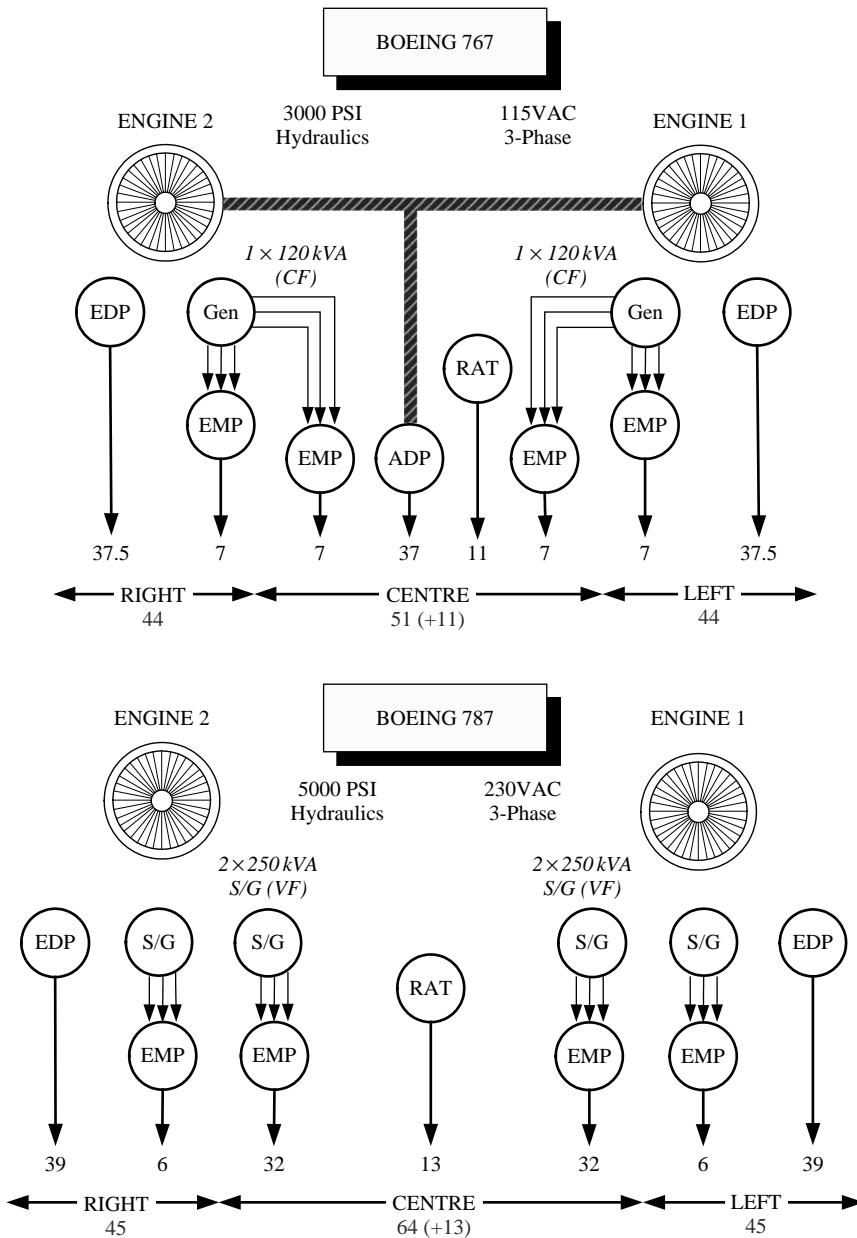 BOEING 767
3000 PSI
Hydraulics
115VAC
3-Phase
ENGINE 2
ENGINE 1
1 × 120 kVA
(CF)
1 × 120 kVA
(CF)
EDP
Gen
RAT
Gen
EDP
EMP
EMP
ADP
EMP
EMP
37.5
7
7
37
11
7
7
37.5
RIGHT
44
CENTRE
51 (+11)
LEFT
44
BOEING 787
ENGINE 2
ENGINE 1
5000 PSI
Hydraulics
230VAC
3-Phase
2 × 250 kVA
S/G (VF)
2 × 250 kVA
S/G (VF)
EDP
S/G
S/G
RAT
S/G
S/G
EDP
EMP
EMP
EMP
EMP
39
6
32
13
32
6
39
RIGHT
45
CENTRE
64 (+13)
LEFT
45